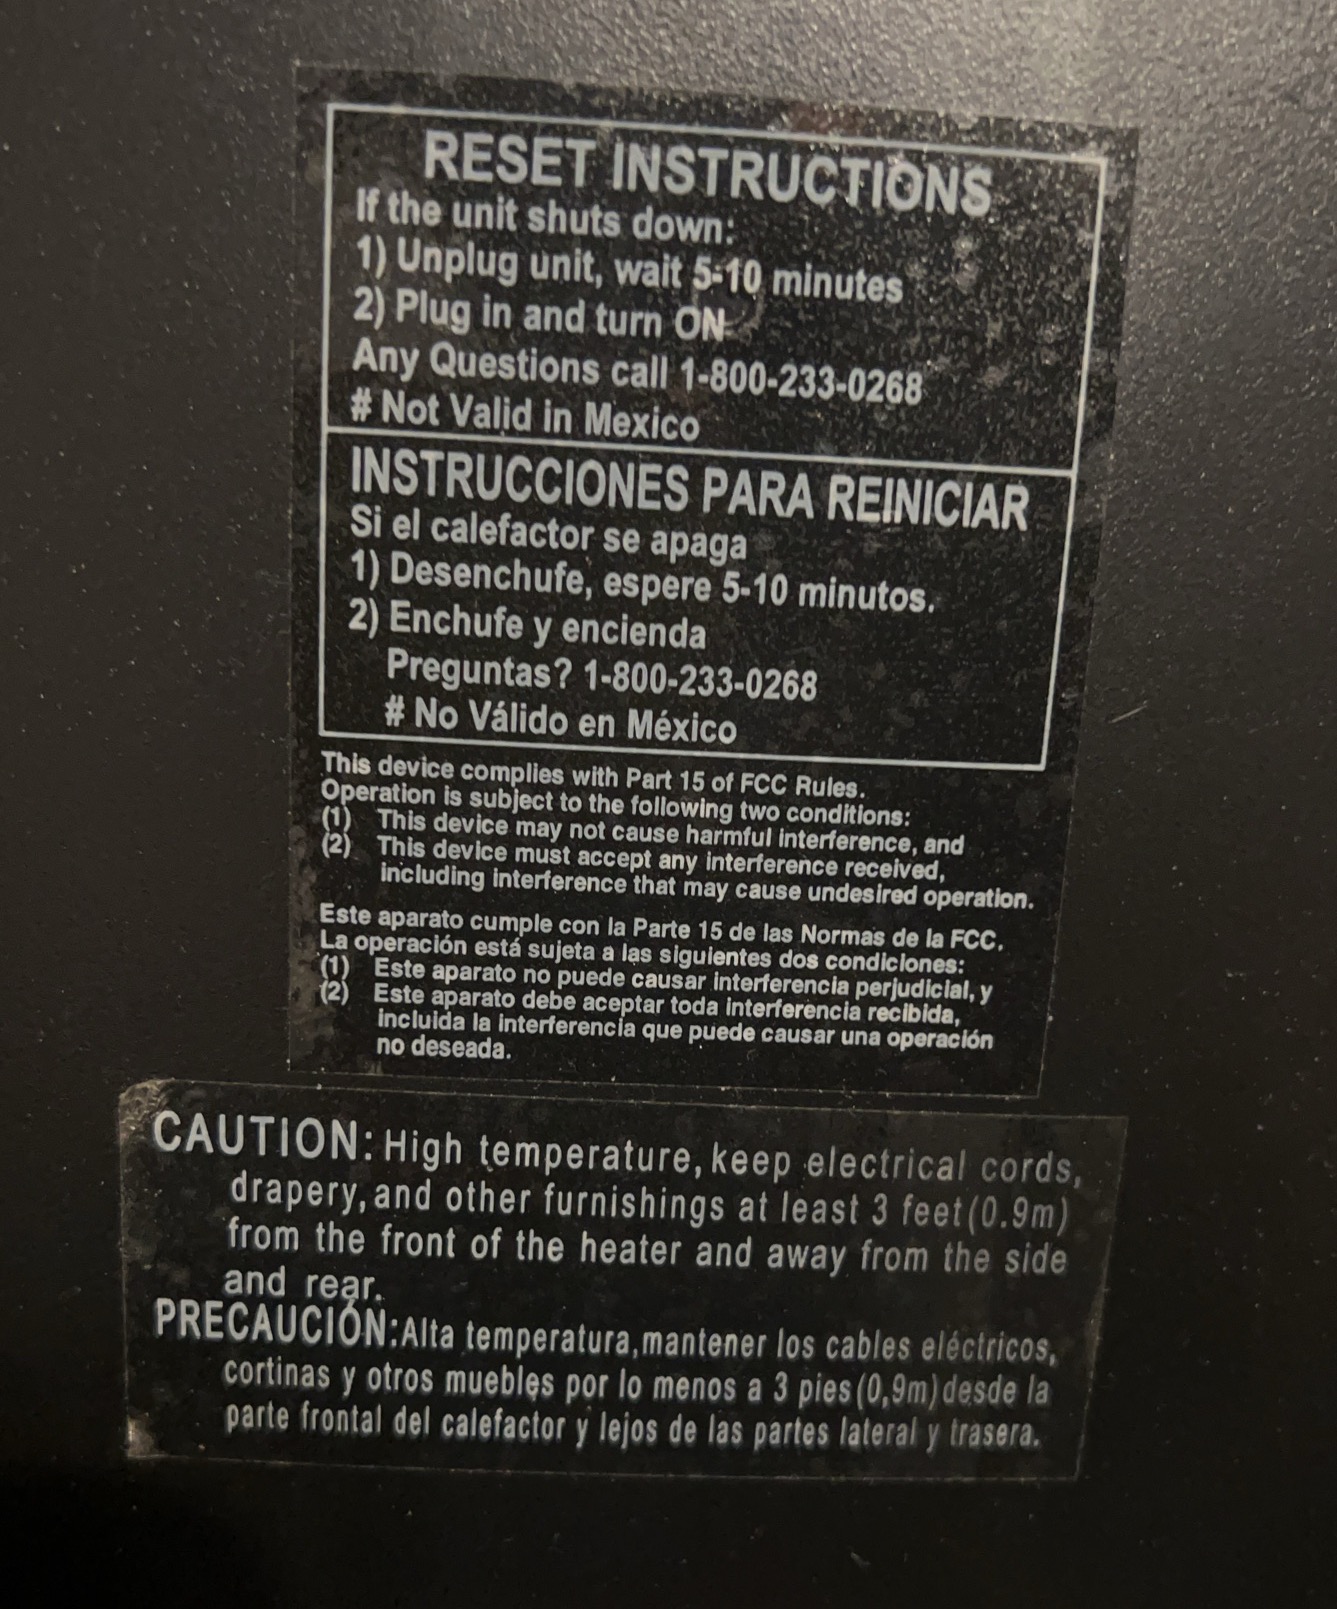 RESET INSTRUCTIONS
If the unit shuts down:
1) Unplug unit, wait 5-10 minutes
2) Plug in and turn ON
Any Questions call 1-800-233-0268
# Not Valid in Mexico
INSTRUCCIONES PARA REINICIAR
Si el calefactor se apaga
1) Desenchufe, espere 5-10 minutos.
2) Enchufe y encienda
Preguntas? 1-800-233-0268
# No Válido en México
This device complies with Part 15 of FCC Rules.
Operation is subject to the following two conditions:
(1) This device may not cause harmful interference, and
(2) This device must accept any interference received,
including interference that may cause undesired operation.
Este aparato cumple con la Parte 15 de las Normas de la FCC.
La operación está sujeta a las siguientes dos condiciones:
(1) Este aparato no puede causar interferencia perjudicial, y
(2) Este aparato debe aceptar toda interferencia recibida,
incluida la interferencia que puede causar una operación
no deseada.
CAUTION: High temperature, keep electrical cords,
drapery, and other furnishings at least 3 feet (0.9m)
from the front of the heater and away from the side
and rear.
PRECAUCIÓN: Alta temperatura, mantener los cables eléctricos,
cortinas y otros muebles por lo menos a 3 pies (0,9m) desde la
parte frontal del calefactor y lejos de las partes lateral y trasera.